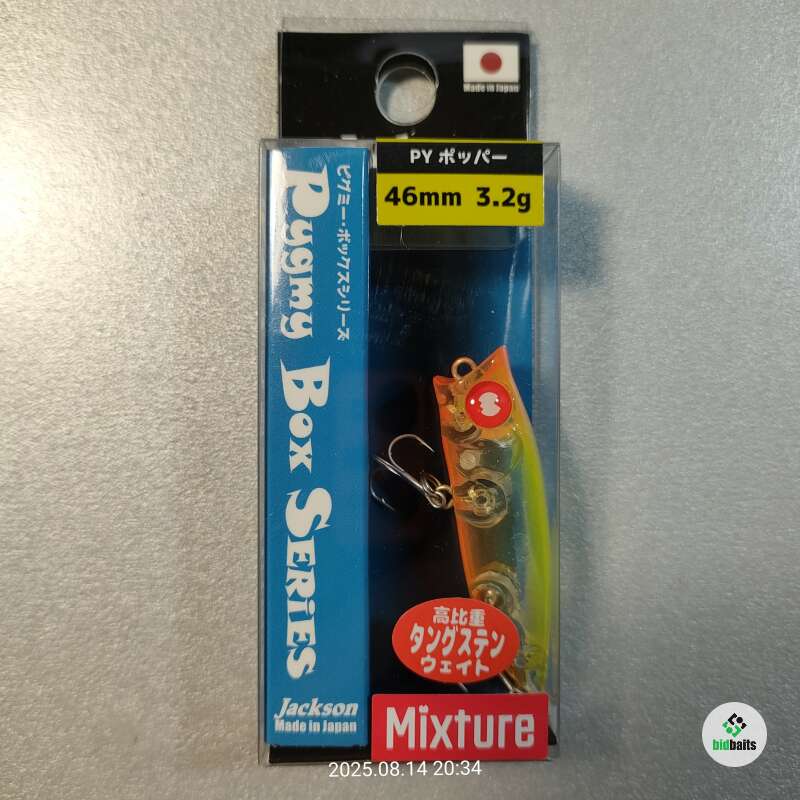 Made in Japan
PY ポッパー
46mm 3.2g
ピグミー・ボックスシリーズ
Pygmy Box SERiES
高比重
タングステン
ウェイト
Jackson
Made in Japan
Mixture
2025.08.14 20:34
bidbaits